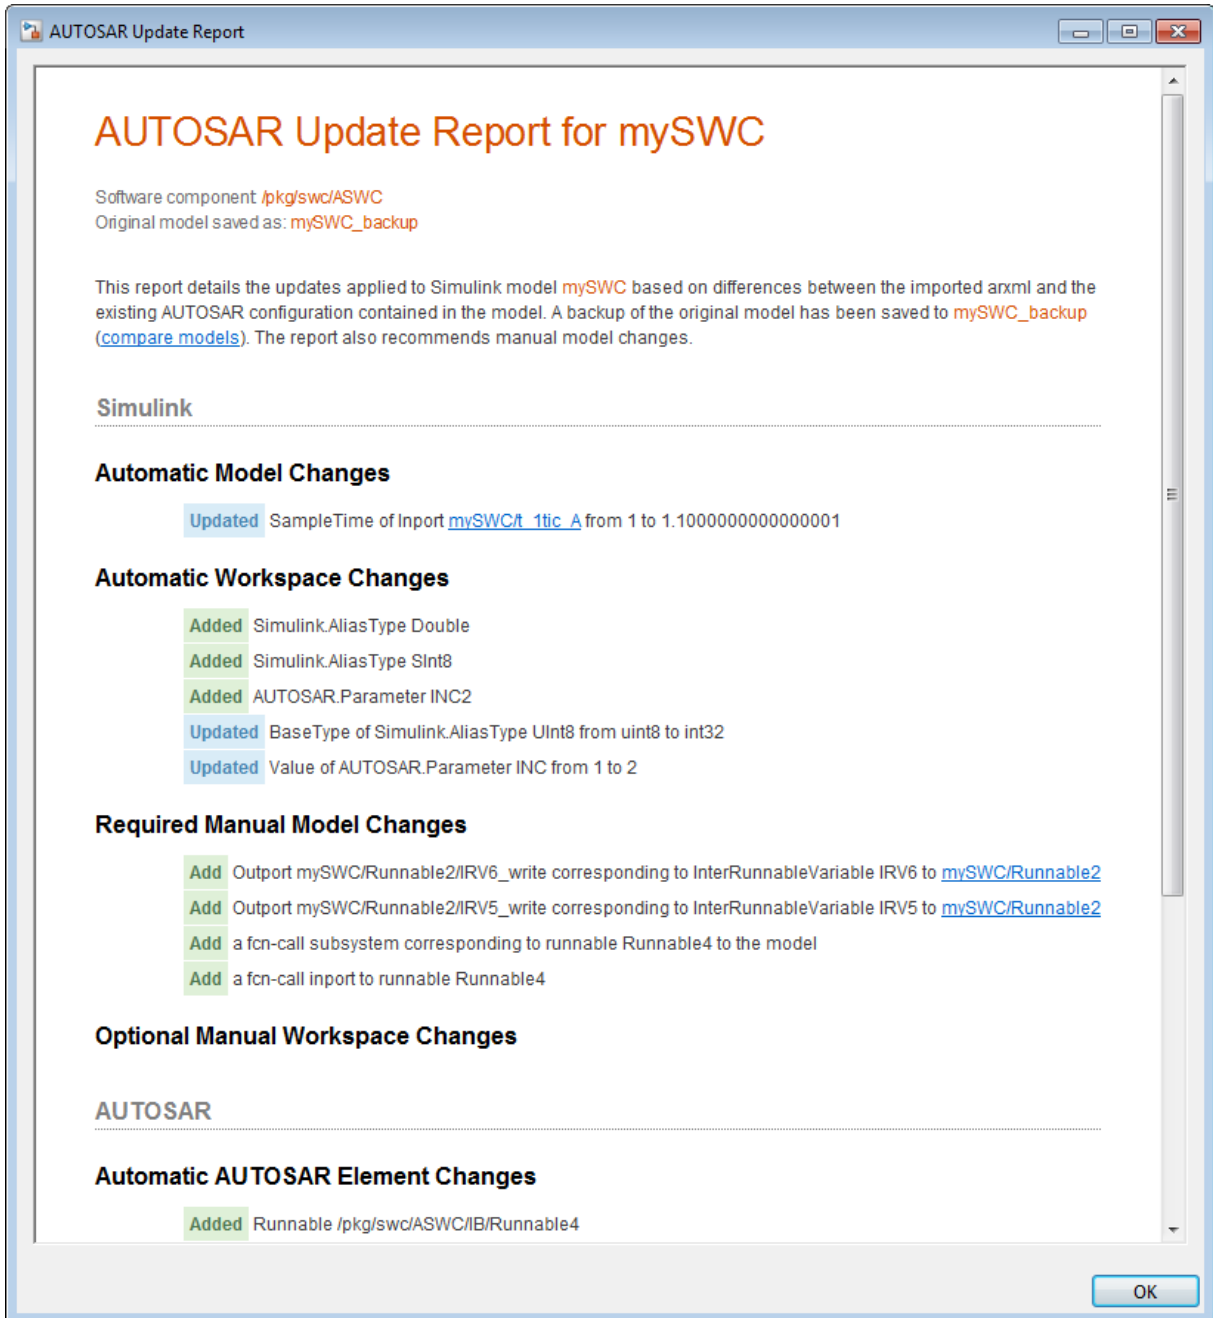 AUTOSAR Update Report
AUTOSAR Update Report for mySWC
Software component /pkg/swc/ASWC
Original model saved as: mySWC_backup
This report details the updates applied to Simulink model mySWC based on differences between the imported arxml and the
existing AUTOSAR configuration contained in the model. A backup of the original model has been saved to mySWC_backup
(compare models). The report also recommends manual model changes.
Simulink
Automatic Model Changes
Updated SampleTime of Inport mySWC/t_1tic_A from 1 to 1.1000000000000001
Automatic Workspace Changes
Added Simulink.AliasType Double
Added Simulink.AliasType SInt8
Added AUTOSAR.Parameter INC2
Updated BaseType of Simulink.AliasType UInt8 from uint8 to int32
Updated Value of AUTOSAR.Parameter INC from 1 to 2
Required Manual Model Changes
Add Outport mySWC/Runnable2/IRV6_write corresponding to InterRunnableVariable IRV6 to mySWC/Runnable2
Add Outport mySWC/Runnable2/IRV5_write corresponding to InterRunnableVariable IRV5 to mySWC/Runnable2
Add a fcn-call subsystem corresponding to runnable Runnable4 to the model
Add a fcn-call inport to runnable Runnable4
Optional Manual Workspace Changes
AUTOSAR
Automatic AUTOSAR Element Changes
Added Runnable /pkg/swc/ASWC/IB/Runnable4
OK